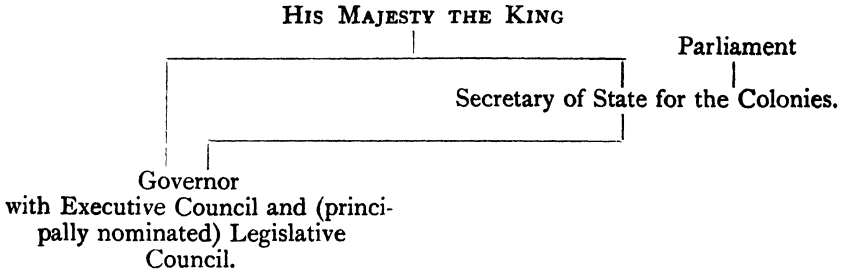 HIS MAJESTY THE KING
Parliament
Secretary of State for the Colonies.
Governor
with Executive Council and (princi-
pally nominated) Legislative
Council.